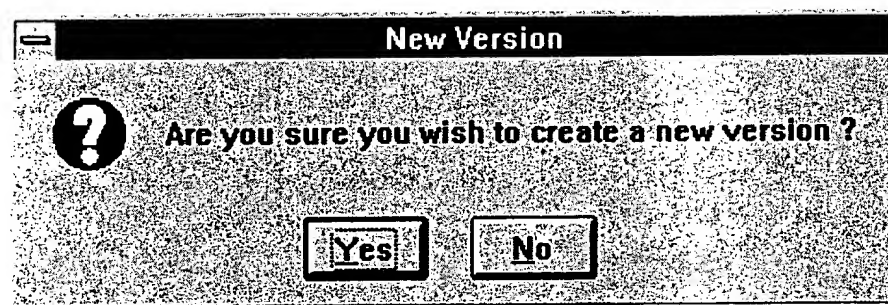 New Version
Are you sure you wish to create a new version ?
Yes
No